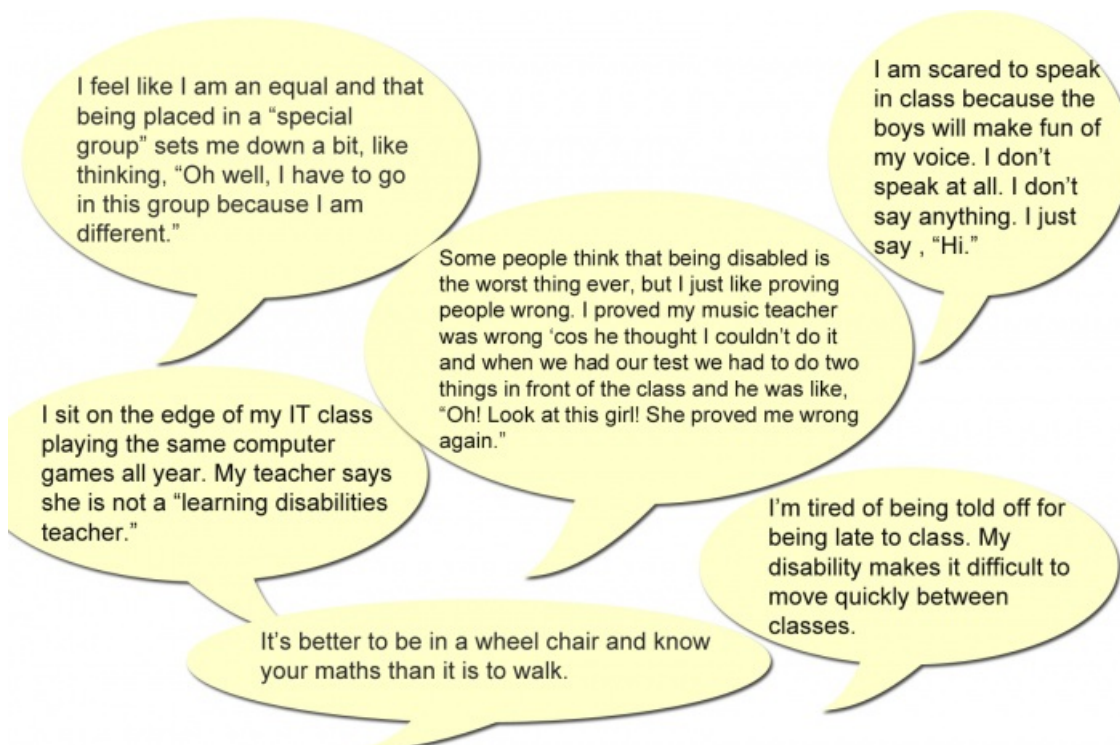 I feel like I am an equal and that
being placed in a “special
group” sets me down a bit, like
thinking, “Oh well, I have to go
in this group because I am
different.”
I am scared to speak
in class because the
boys will make fun of
my voice. I don’t
speak at all. I don’t
say anything. I just
say , “Hi.”
Some people think that being disabled is
the worst thing ever, but I just like proving
people wrong. I proved my music teacher
was wrong ‘cos he thought I couldn’t do it
and when we had our test we had to do two
things in front of the class and he was like,
“Oh! Look at this girl! She proved me wrong
again.”
I sit on the edge of my IT class
playing the same computer
games all year. My teacher says
she is not a “learning disabilities
teacher.”
I’m tired of being told off for
being late to class. My
disability makes it difficult to
move quickly between
classes.
It’s better to be in a wheel chair and know
your maths than it is to walk.